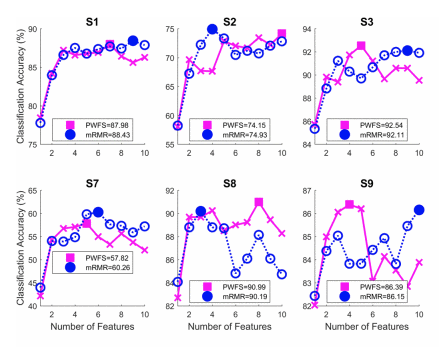 S1
S2
S3
Classification Accuracy (%)
90
85
80
75
PWFS=87.98
mRMR=88.43
2 4 6 8 10
75
70
65
60
PWFS=74.15
mRMR=74.93
2 4 6 8 10
94
92
90
88
86
84
PWFS=92.54
mRMR=92.11
2 4 6 8 10
S7
S8
S9
Classification Accuracy (%)
65
60
55
50
45
40
PWFS=57.82
mRMR=60.26
2 4 6 8 10
Number of Features
92
90
88
86
84
82
PWFS=90.99
mRMR=90.19
2 4 6 8 10
Number of Features
87
86
85
84
83
82
PWFS=86.39
mRMR=86.15
2 4 6 8 10
Number of Features